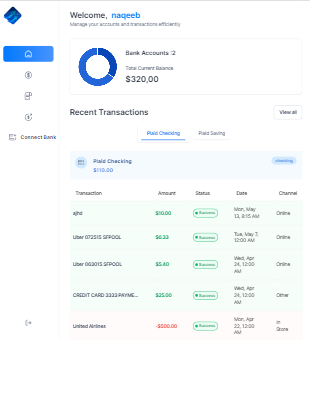 Welcome, naqeeb
Manage your accounts and transactions efficiently
Bank Accounts :2
Total Current Balance
$320,00
Connect Bank
Recent Transactions
View all
Plaid Checking
Plaid Saving
Plaid Checking
checking
$110.00
Transaction Amount Status Date Channel
ajhd $10.00 Success Mon, May 13, 8:15 AM Online
Uber 072515 SFPOOL $6.33 Success Tue, May 7, 12:00 AM Online
Uber 063015 SFPOOL $5.40 Success Wed, Apr 24, 12:00 AM Online
CREDIT CARD 3333 PAYME... $25.00 Success Wed, Apr 24, 12:00 AM Other
United Airlines -$500.00 Success Mon, Apr 22, 12:00 AM In Store